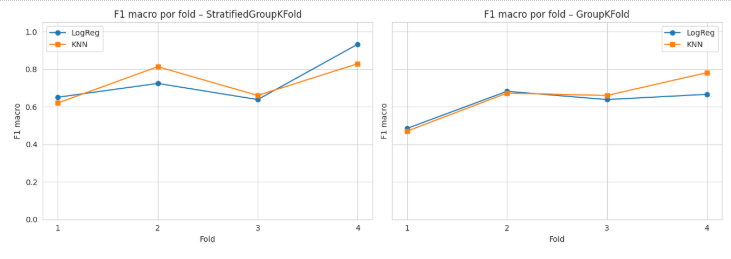 F1 macro por fold – StratifiedGroupKFold
LogReg
KNN
1.0
0.8
0.6
0.4
0.2
0.0
F1 macro
1 2 3 4
Fold
F1 macro por fold – GroupKFold
LogReg
KNN
F1 macro
1 2 3 4
Fold